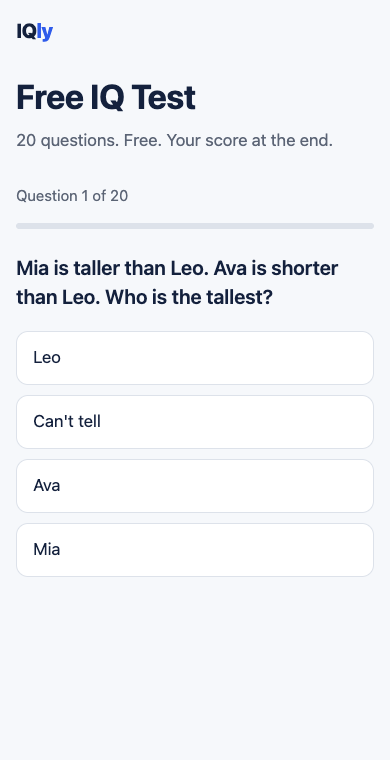 IQly
Free IQ Test
20 questions. Free. Your score at the end.
Question 1 of 20
Mia is taller than Leo. Ava is shorter
than Leo. Who is the tallest?
Leo
Can't tell
Ava
Mia